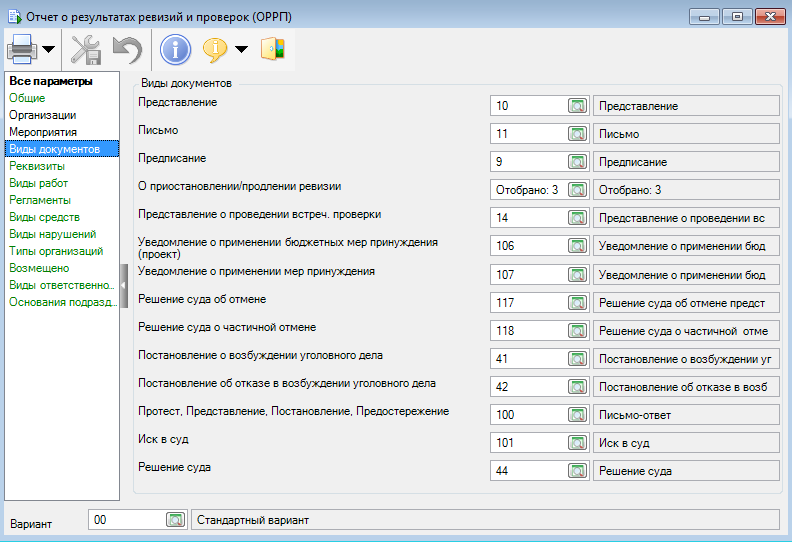 Отчет о результатах ревизий и проверок (ОРРП)
Все параметры
Общие
Организации
Мероприятия
Виды документов
Реквизиты
Виды работ
Регламенты
Виды средств
Виды нарушений
Типы организаций
Возмещено
Виды ответственно...
Основания подразд...
Виды документов
Представление 10 Представление
Письмо 11 Письмо
Предписание 9 Предписание
О приостановлении/продлении ревизии Отобрано: 3 Отобрано: 3
Представление о проведении встреч. проверки 14 Представление о проведении вс
Уведомление о применении бюджетных мер принуждения
(проект) 106 Уведомление о применении бюд
Уведомление о применении мер принуждения 107 Уведомление о применении бюд
Решение суда об отмене 117 Решение суда об отмене предст
Решение суда о частичной отмене 118 Решение суда о частичной отме
Постановление о возбуждении уголовного дела 41 Постановление о возбуждении уг
Постановление об отказе в возбуждении уголовного дела 42 Постановление об отказе в возб
Протест, Представление, Постановление, Предостережение 100 Письмо-ответ
Иск в суд 101 Иск в суд
Решение суда 44 Решение суда
Вариант 00 Стандартный вариант